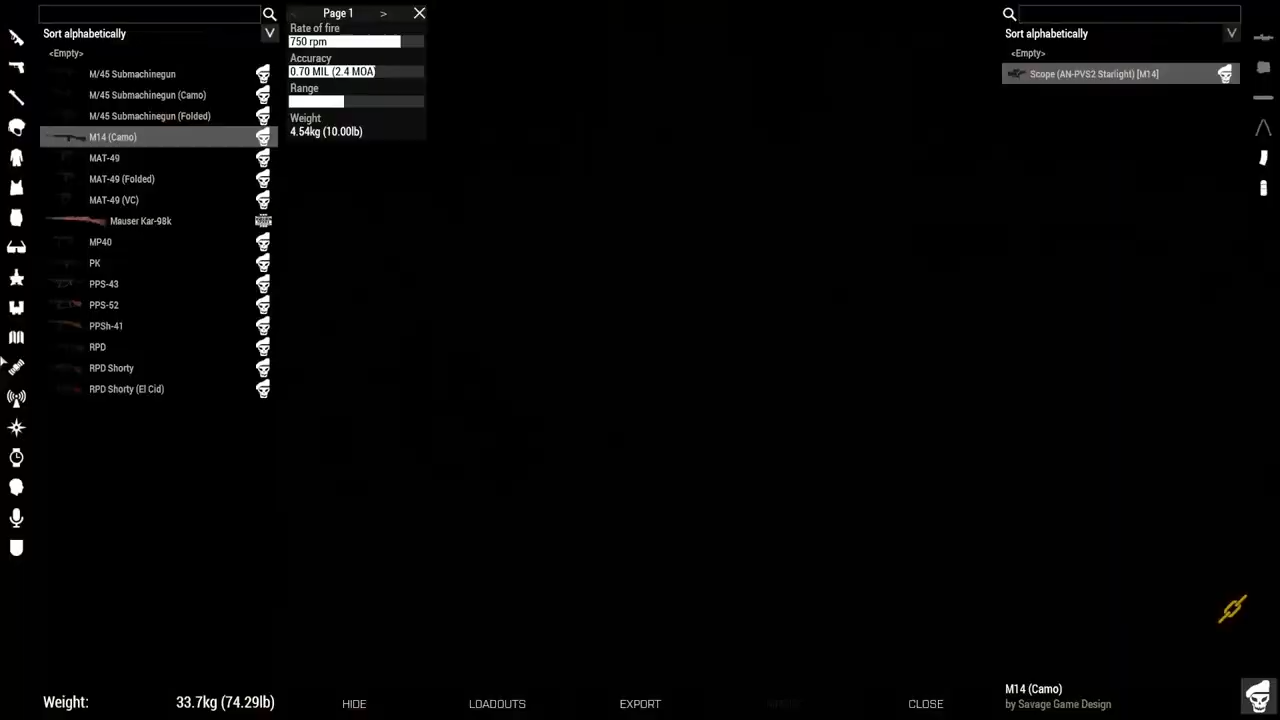 Sort alphabetically
<Empty>
M/45 Submachinegun
M/45 Submachinegun (Camo)
M/45 Submachinegun (Folded)
M14 (Camo)
MAT-49
MAT-49 (Folded)
MAT-49 (VC)
Mauser Kar-98k
MP40
PK
PPS-43
PPS-52
PPSh-41
RPD
RPD Shorty
RPD Shorty (El Cid)
Page 1 >
Rate of fire
750 rpm
Accuracy
0.70 MIL (2.4 MOA)
Range
Weight
4.54kg (10.00lb)
Sort alphabetically
<Empty>
Scope (AN-PVS2 Starlight) [M14]
Weight: 33.7kg (74.29lb)
HIDE
LOADOUTS
EXPORT
CLOSE
M14 (Camo)
by Savage Game Design